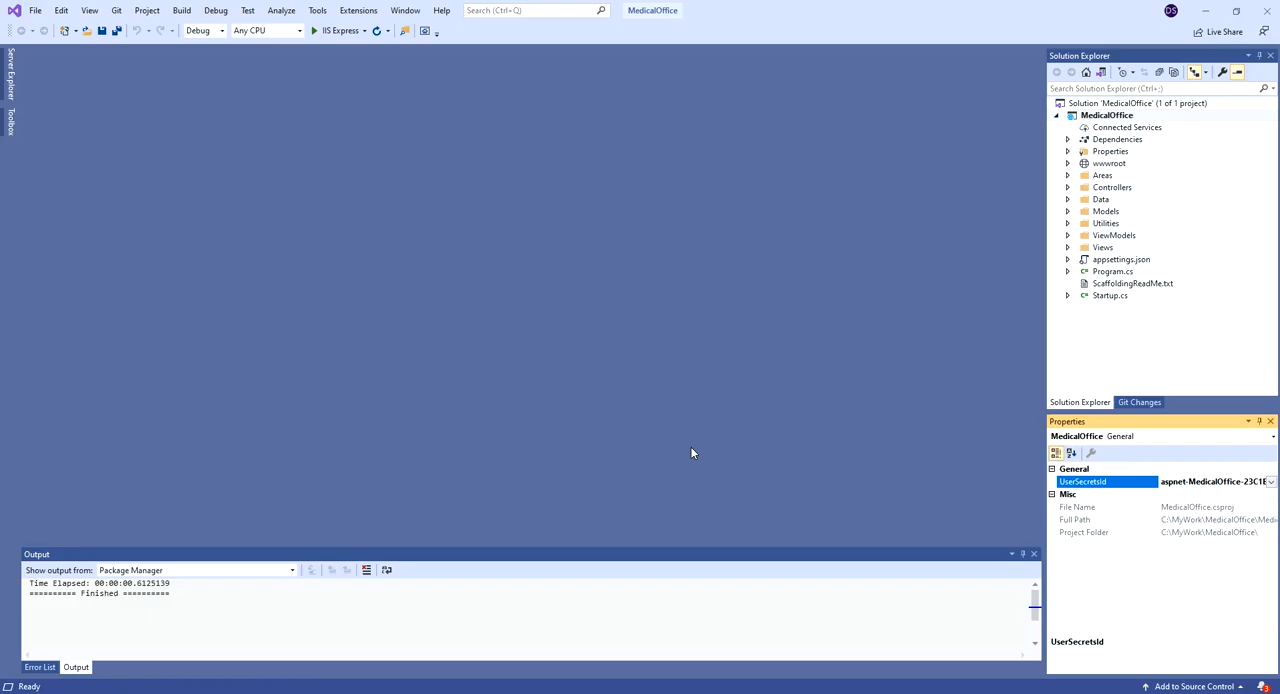 File Edit View Git Project Build Debug Test Analyze Tools Extensions Window Help Search (Ctrl+Q) MedicalOffice DS
Debug Any CPU IIS Express Live Share
Server Explorer
Toolbox
Solution Explorer
Search Solution Explorer (Ctrl+;)
Solution 'MedicalOffice' (1 of 1 project)
MedicalOffice
Connected Services
Dependencies
Properties
wwwroot
Areas
Controllers
Data
Models
Utilities
ViewModels
Views
appsettings.json
Program.cs
ScaffoldingReadMe.txt
Startup.cs
Solution Explorer Git Changes
Properties
MedicalOffice General
General
UserSecretsId aspnet-MedicalOffice-23C1E
Misc
File Name MedicalOffice.csproj
Full Path C:\MyWork\MedicalOffice\Medi
Project Folder C:\MyWork\MedicalOffice\
UserSecretsId
Output
Show output from: Package Manager
Time Elapsed: 00:00:00.6125139
========== Finished ==========
Error List Output
Ready Add to Source Control 3